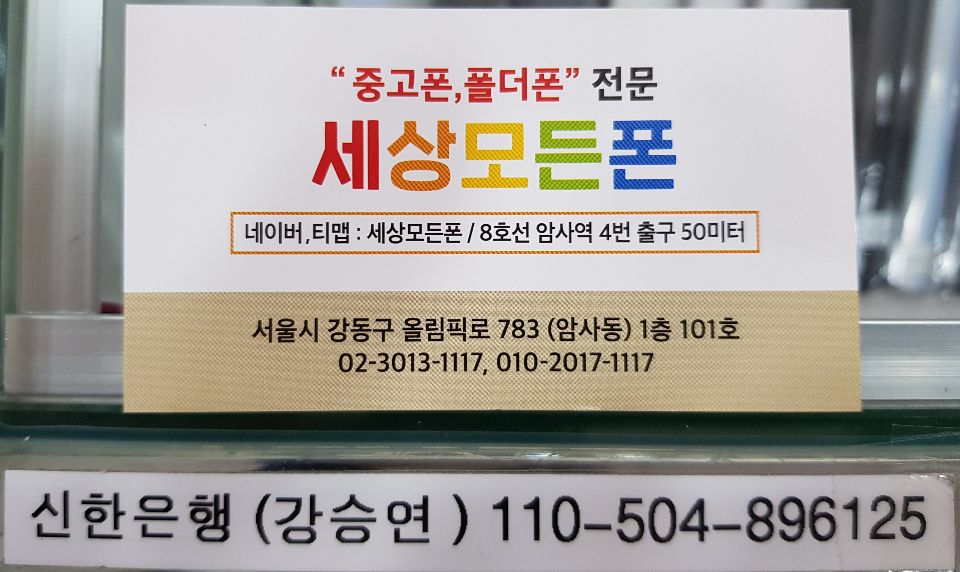 “중고폰,폴더폰” 전문
세상모든폰
네이버,티맵 : 세상모든폰 / 8호선 암사역 4번 출구 50미터
서울시 강동구 올림픽로 783 (암사동) 1층 101호
02-3013-1117, 010-2017-1117
신한은행 (강승연 ) 110-504-896125